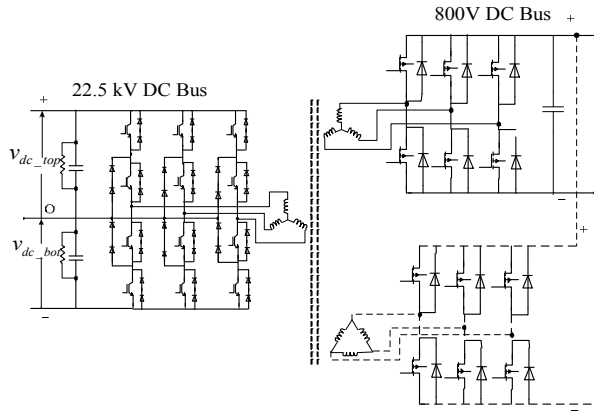 800V DC Bus
+
22.5 kV DC Bus
+
v_dc_top
O
v_dc_bot
−
−
+
−